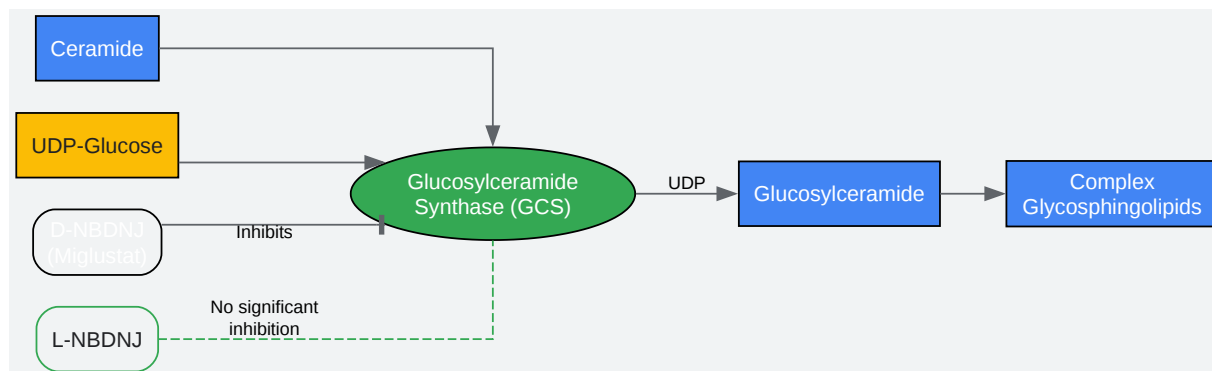 Ceramide
UDP-Glucose
D-NBDNJ
(Miglustat)
Inhibits
L-NBDNJ
No significant
inhibition
Glucosylceramide
Synthase (GCS)
UDP
Glucosylceramide
Complex
Glycosphingolipids